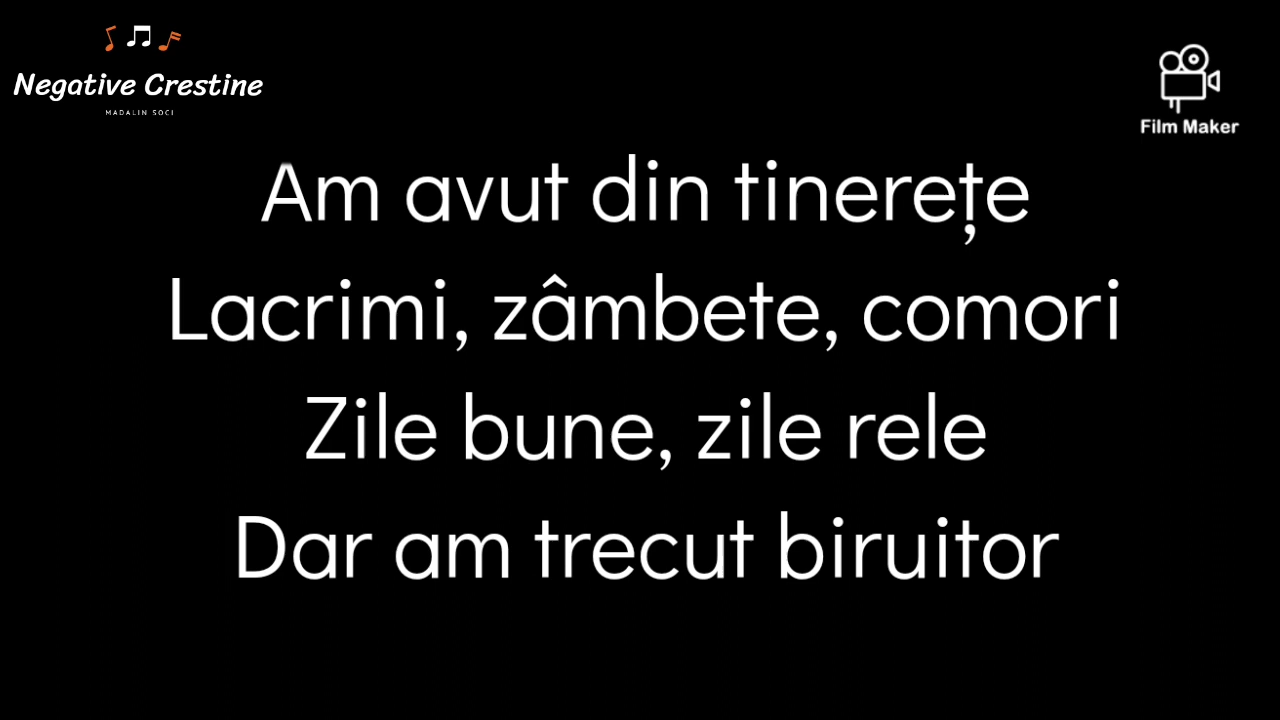 Negative Crestine
MADALIN SOCI
Film Maker
Am avut din tinerețe
Lacrimi, zâmbete, comori
Zile bune, zile rele
Dar am trecut biruitor